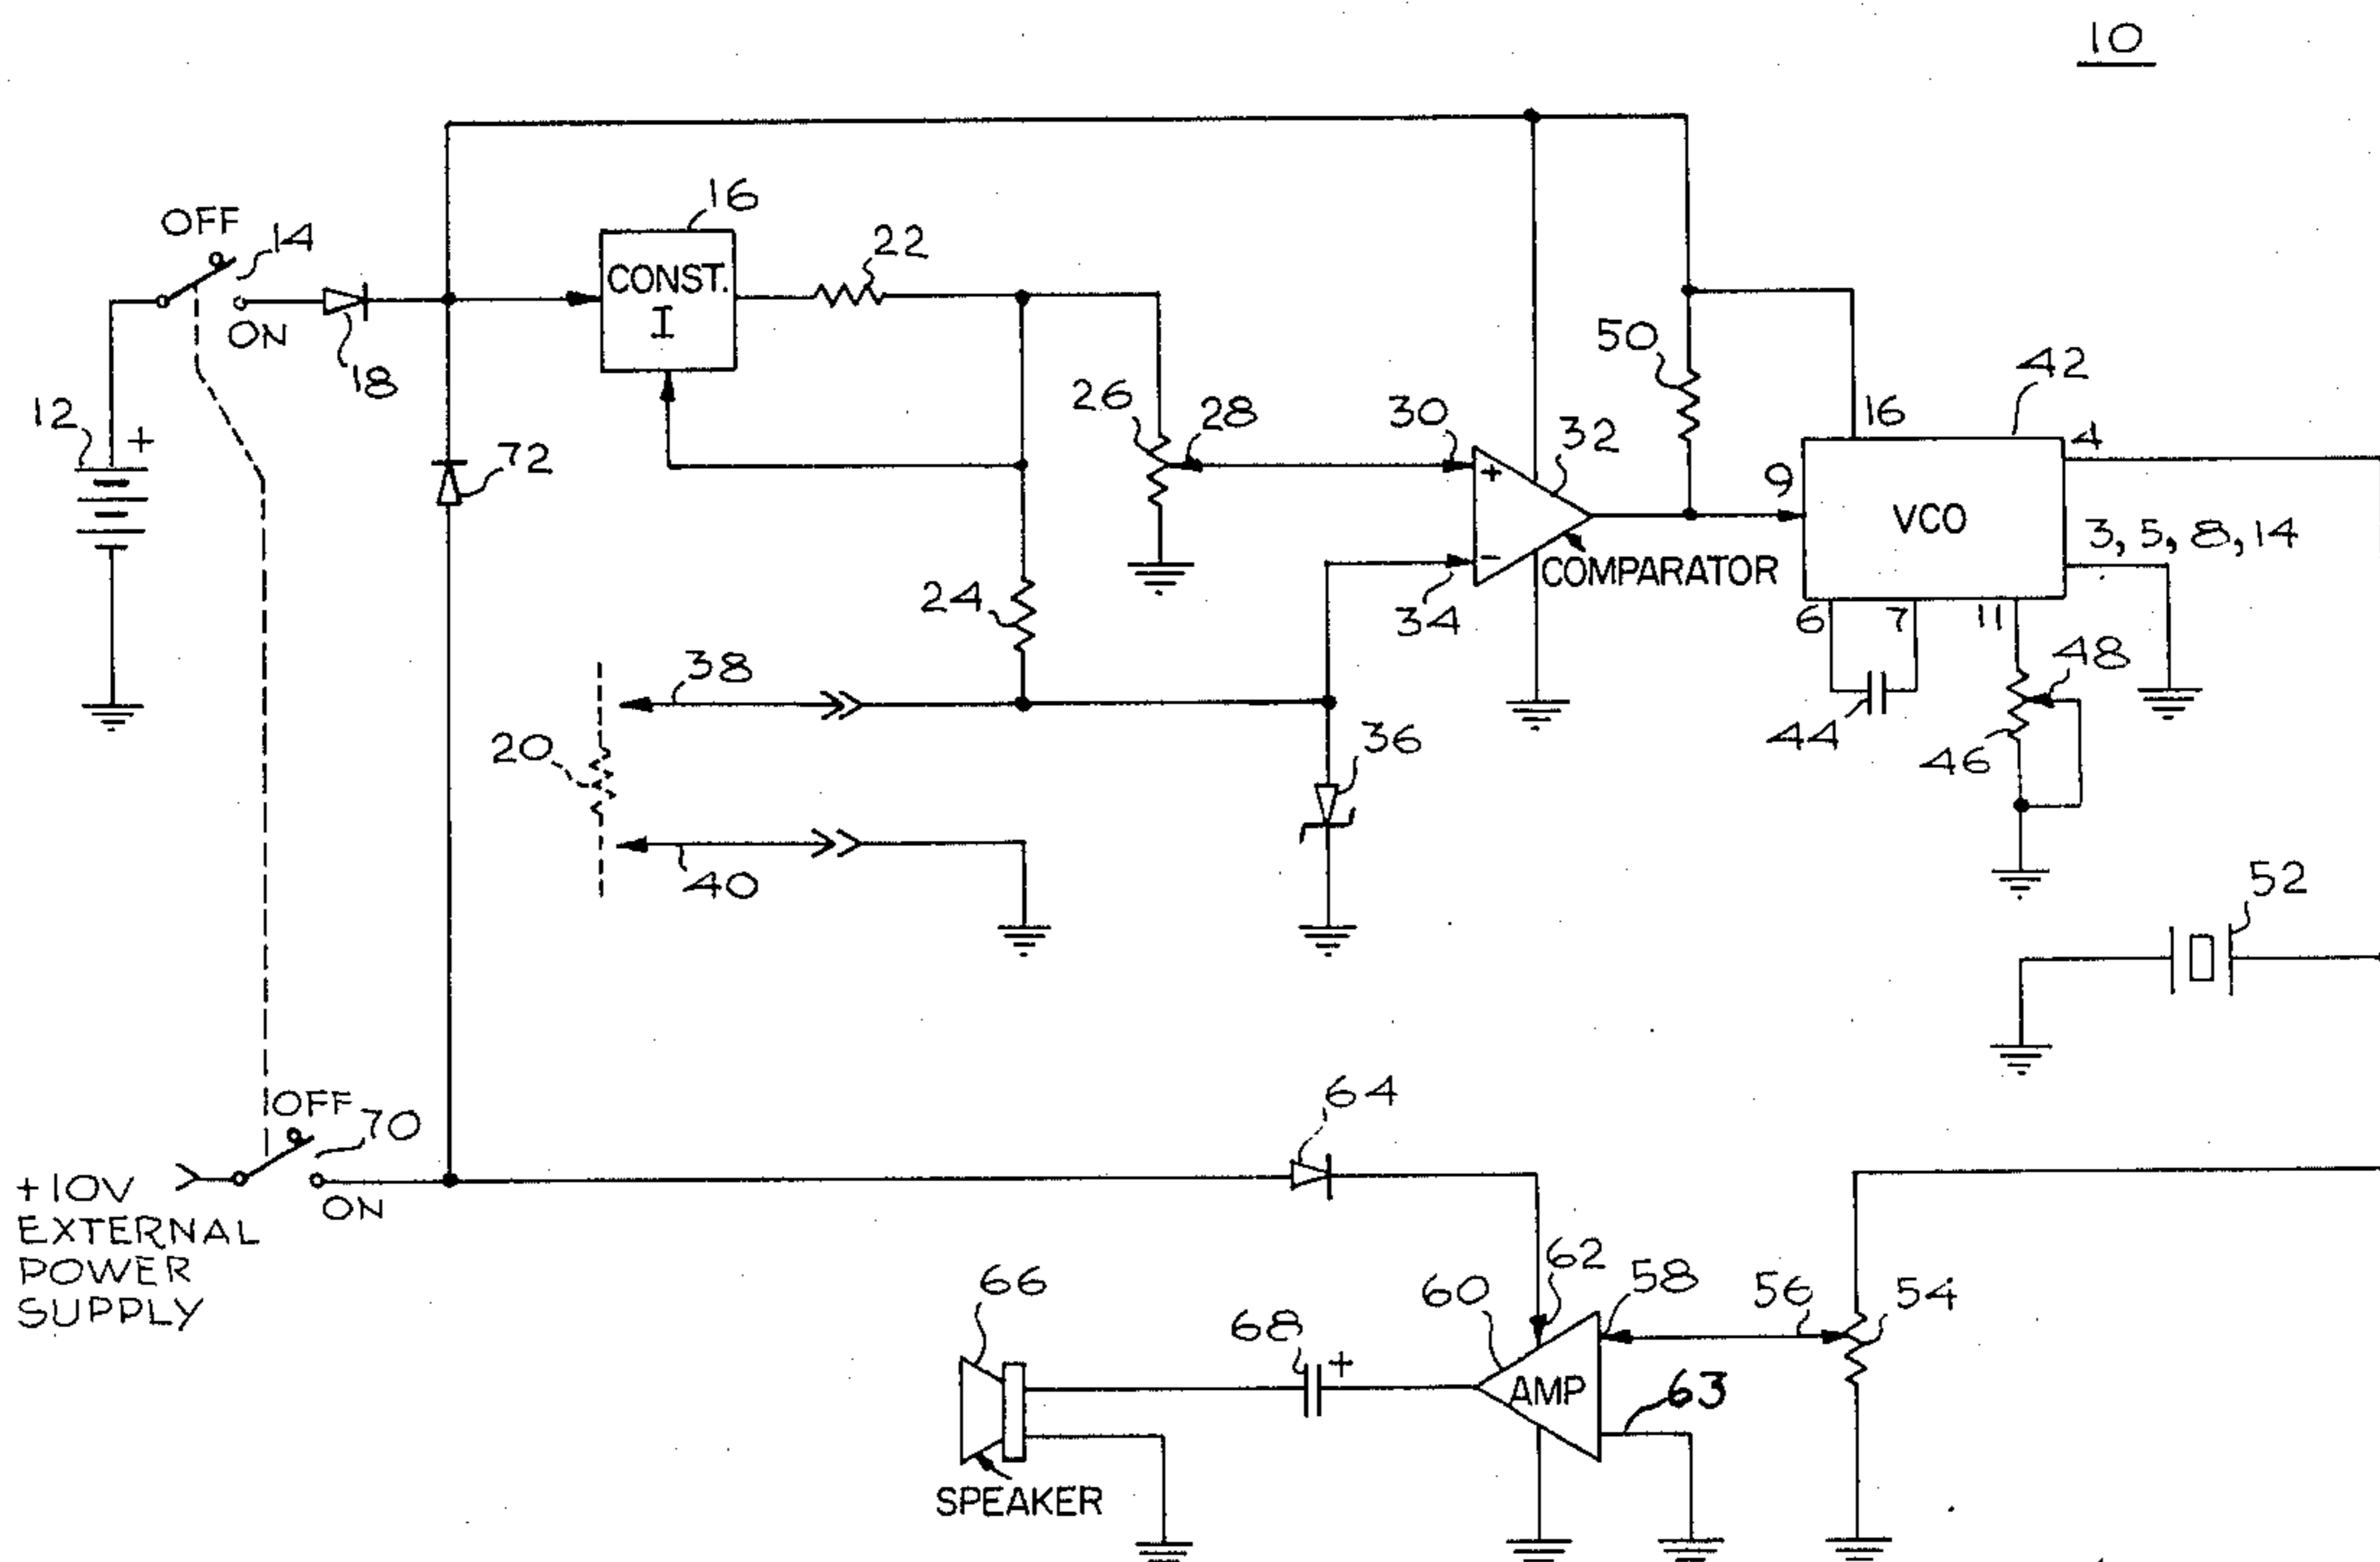 10
OFF
14
ON
18
12
+
16
CONST.
I
22
26
28
30
+
32
50
16
42
4
9
VCO
3, 5, 8, 14
COMPARATOR
-
34
24
6
7
11
48
44
46
72
38
20
40
36
52
OFF
70
ON
+10V
EXTERNAL
POWER
SUPPLY
64
62
60
58
56
54
66
68
+
AMP
63
SPEAKER